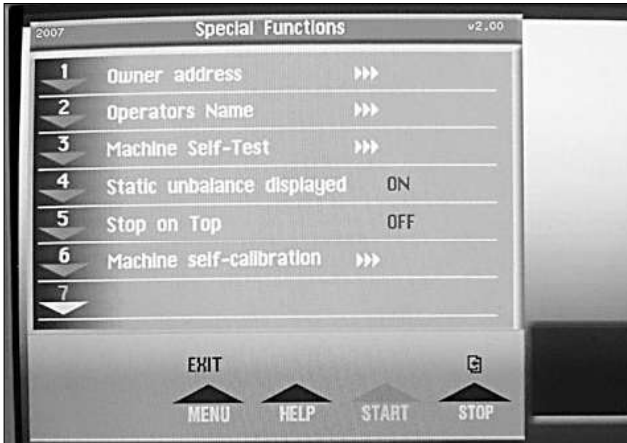 2007 Special Functions v2.00
1 Owner address
2 Operators Name
3 Machine Self-Test
4 Static unbalance displayed ON
5 Stop on Top OFF
6 Machine self-calibration
7
EXIT
MENU HELP START STOP